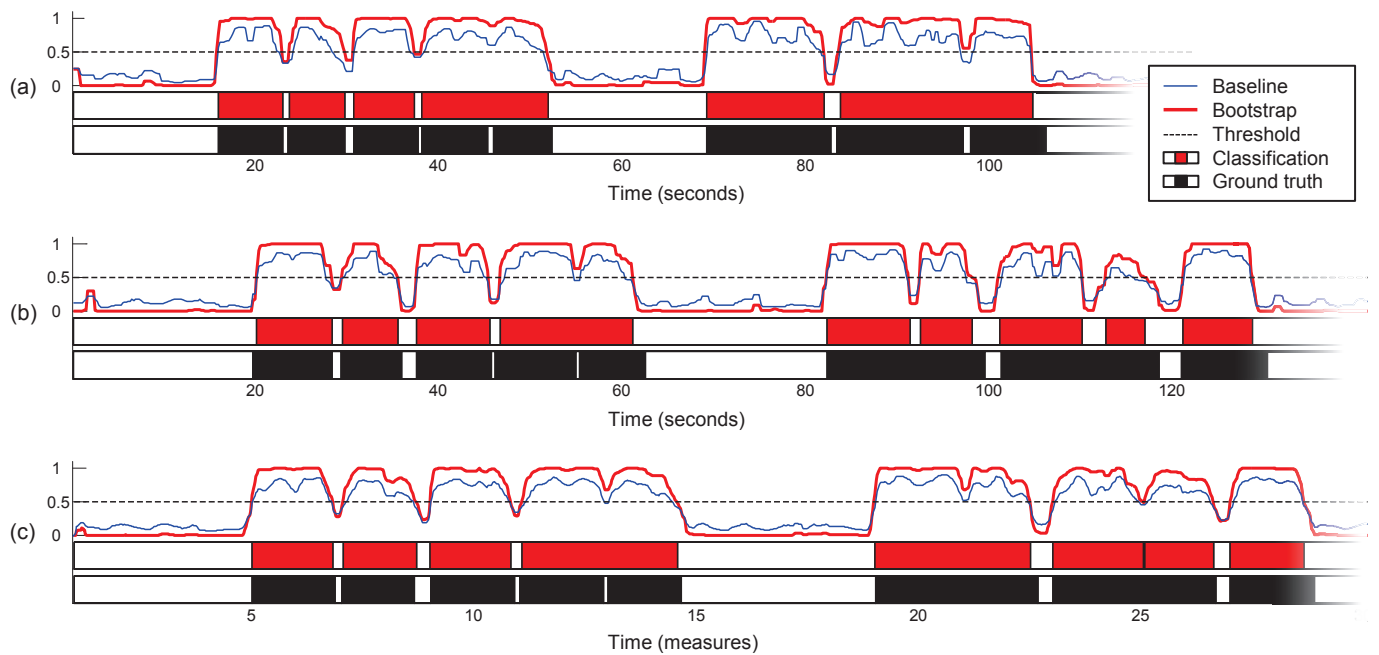 1
0.5
0
(a)
20 40 60 80 100
Time (seconds)
Baseline
Bootstrap
Threshold
Classification
Ground truth
1
0.5
0
(b)
20 40 60 80 100 120
Time (seconds)
1
0.5
0
(c)
5 10 15 20 25
Time (measures)